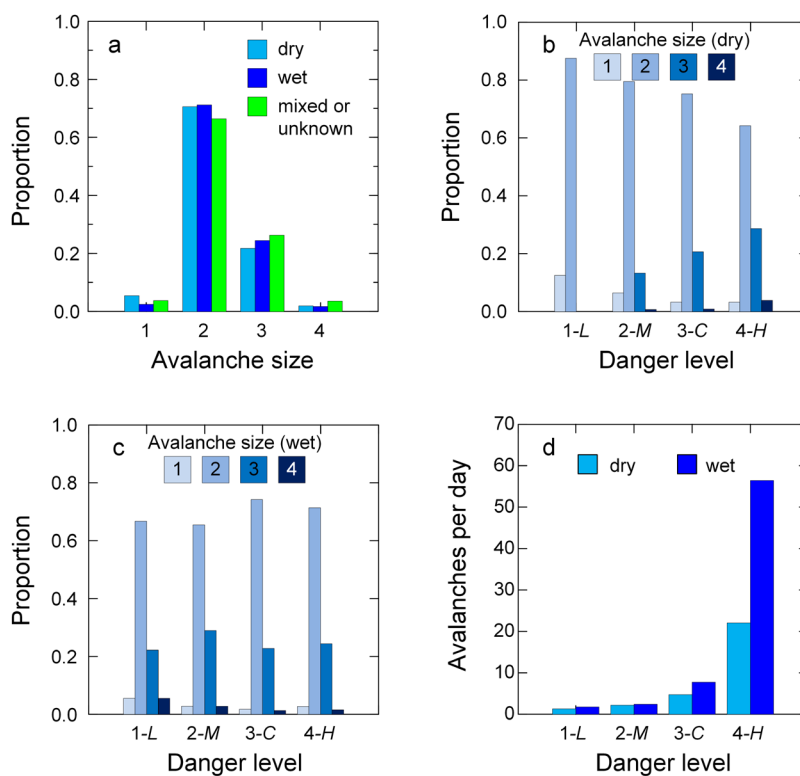 a
dry
wet
mixed or
unknown
1.0
0.8
0.6
0.4
0.2
0.0
Proportion
1 2 3 4
Avalanche size
b
Avalanche size (dry)
1 2 3 4
1.0
0.8
0.6
0.4
0.2
0.0
Proportion
1-L 2-M 3-C 4-H
Danger level
c
Avalanche size (wet)
1 2 3 4
1.0
0.8
0.6
0.4
0.2
0.0
Proportion
1-L 2-M 3-C 4-H
Danger level
d
dry wet
70
60
50
40
30
20
10
0
Avalanches per day
1-L 2-M 3-C 4-H
Danger level